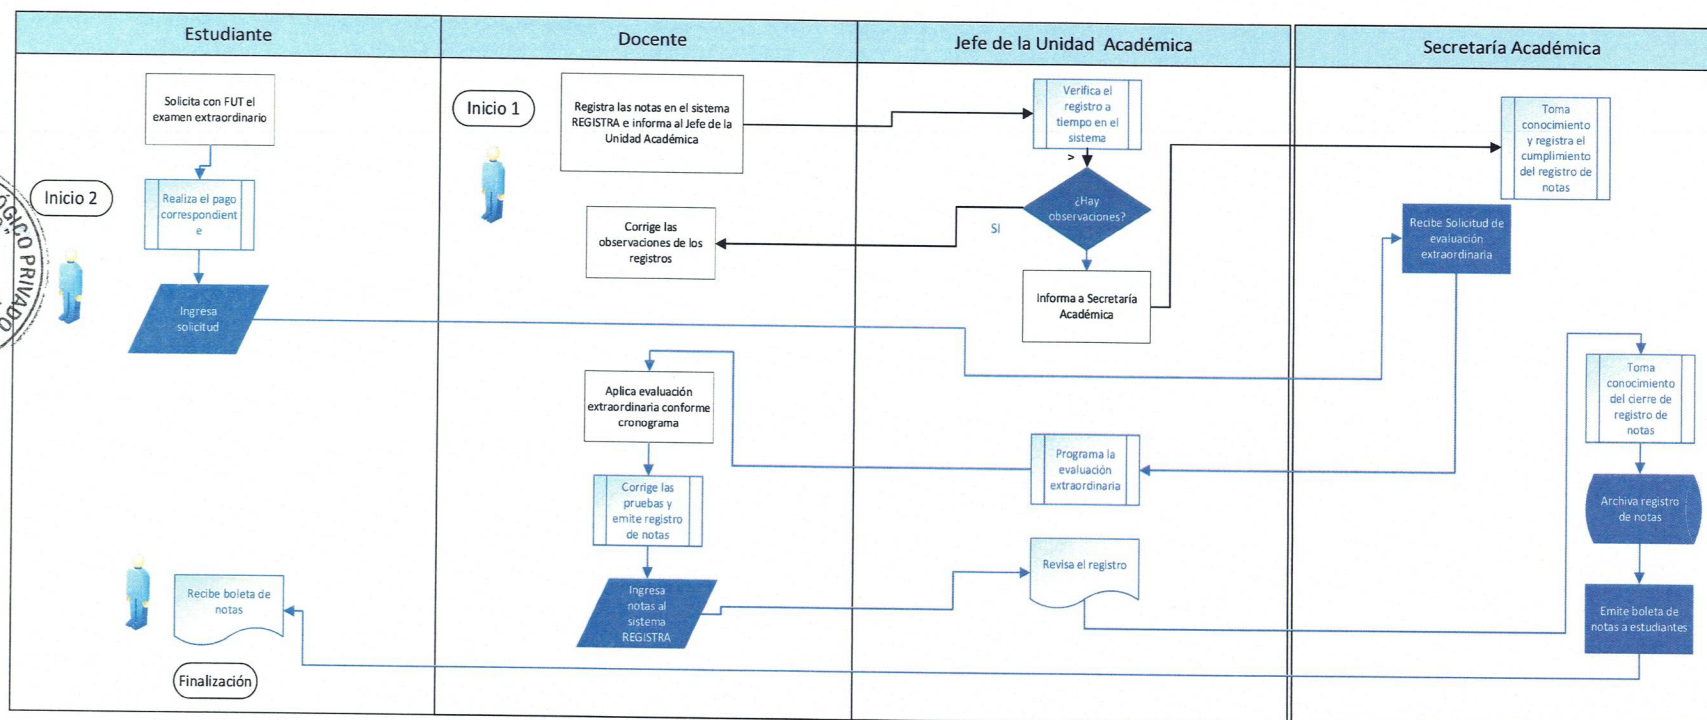 Estudiante
Docente
Jefe de la Unidad Académica
Secretaría Académica
Solicita con FUT el
examen extraordinario
Inicio 2
Realiza el pago
correspondient
e
Ingresa
solicitud
Recibe boleta de
notas
Finalización
Inicio 1
Registra las notas en el sistema
REGISTRA e informa al Jefe de la
Unidad Académica
Corrige las
observaciones de los
registros
Aplica evaluación
extraordinaria conforme
cronograma
Corrige las
pruebas y
emite registro
de notas
Ingresa
notas al
sistema
REGISTRA
Verifica el
registro a
tiempo en el
sistema
>
¿Hay
observaciones?
SI
Informa a Secretaría
Académica
Programa la
evaluación
extraordinaria
Revisa el registro
Toma
conocimiento
y registra el
cumplimiento
del registro de
notas
Recibe Solicitud de
evaluación
extraordinaria
Toma
conocimiento
del cierre de
registro de
notas
Archiva registro
de notas
Emite boleta de
notas a estudiantes
ÓGICO PRIVADO